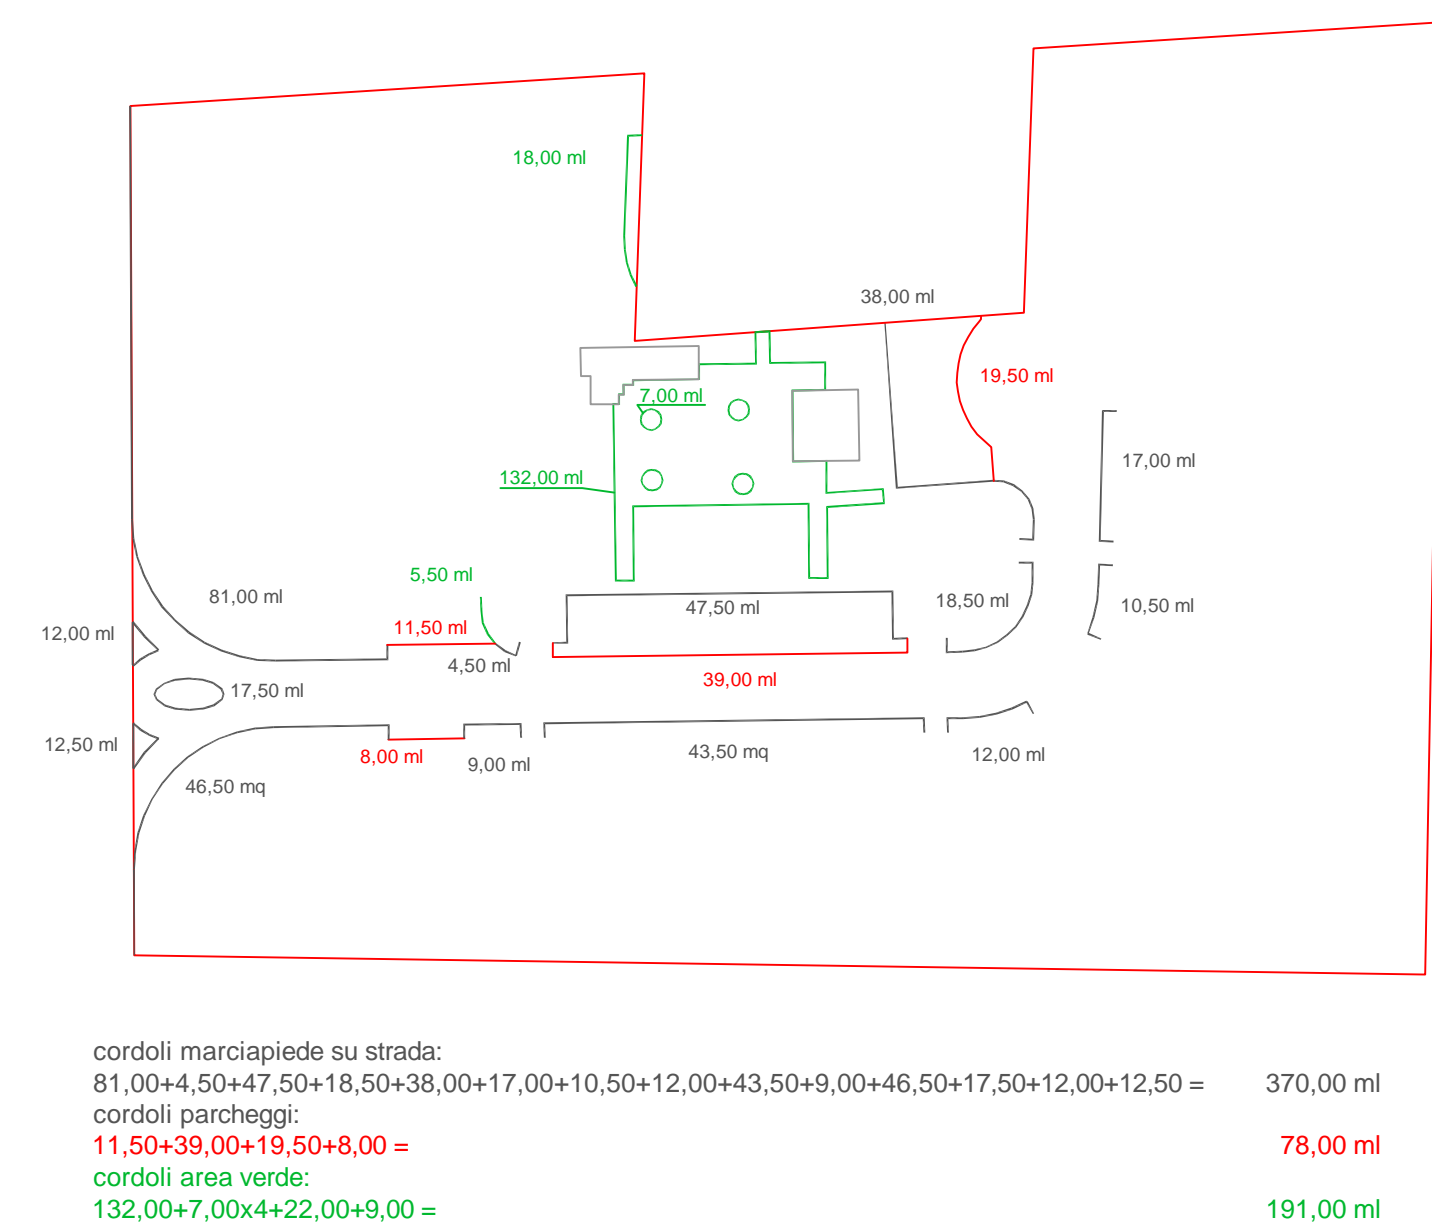 18,00 ml
38,00 ml
19,50 ml
7,00 ml
17,00 ml
132,00 ml
5,50 ml
81,00 ml
47,50 ml
18,50 ml
10,50 ml
12,00 ml
11,50 ml
4,50 ml
39,00 ml
17,50 ml
12,50 ml
8,00 ml
9,00 ml
43,50 mq
12,00 ml
46,50 mq
cordoli marciapiede su strada:
81,00+4,50+47,50+18,50+38,00+17,00+10,50+12,00+43,50+9,00+46,50+17,50+12,00+12,50 = 370,00 ml
cordoli parcheggi:
11,50+39,00+19,50+8,00 = 78,00 ml
cordoli area verde:
132,00+7,00x4+22,00+9,00 = 191,00 ml